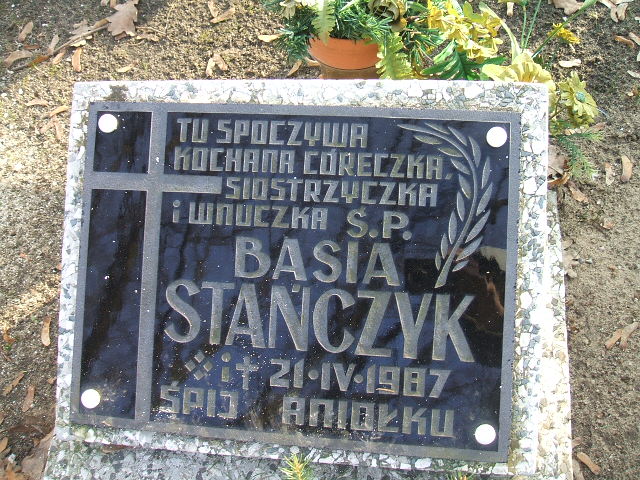 TU SPOCZYWA
KOCHANA CÓRECZKA
SIOSTRZYCZKA
i WNUCZKA Ś.P.
BASIA
STAŃCZYK
i † 21·IV·1987
ŚPIJ ANIOŁKU